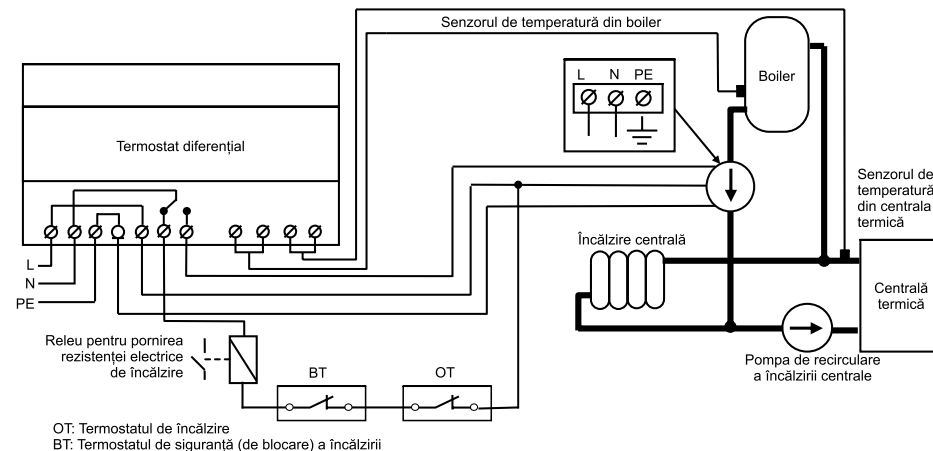 Senzorul de temperatură din boiler
Boiler
L N PE
Termostat diferențial
Senzorul de
temperatură
din centrala
termică
Încălzire centrală
L
N
PE
Centrală
termică
Releu pentru pornirea
rezistenței electrice
de încălzire
Pompa de recirculare
a încălzirii centrale
BT
OT
OT: Termostatul de încălzire
BT: Termostatul de siguranță (de blocare) a încălzirii